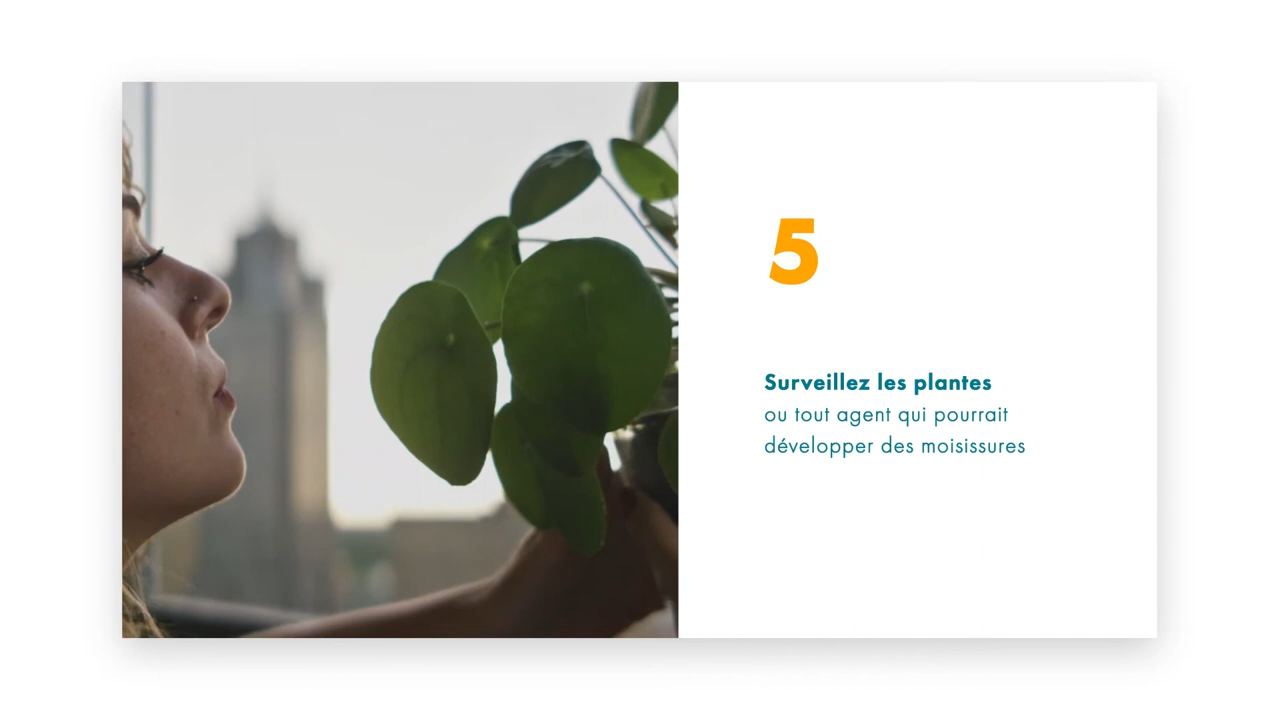 5
Surveillez les plantes
ou tout agent qui pourrait
développer des moisissures